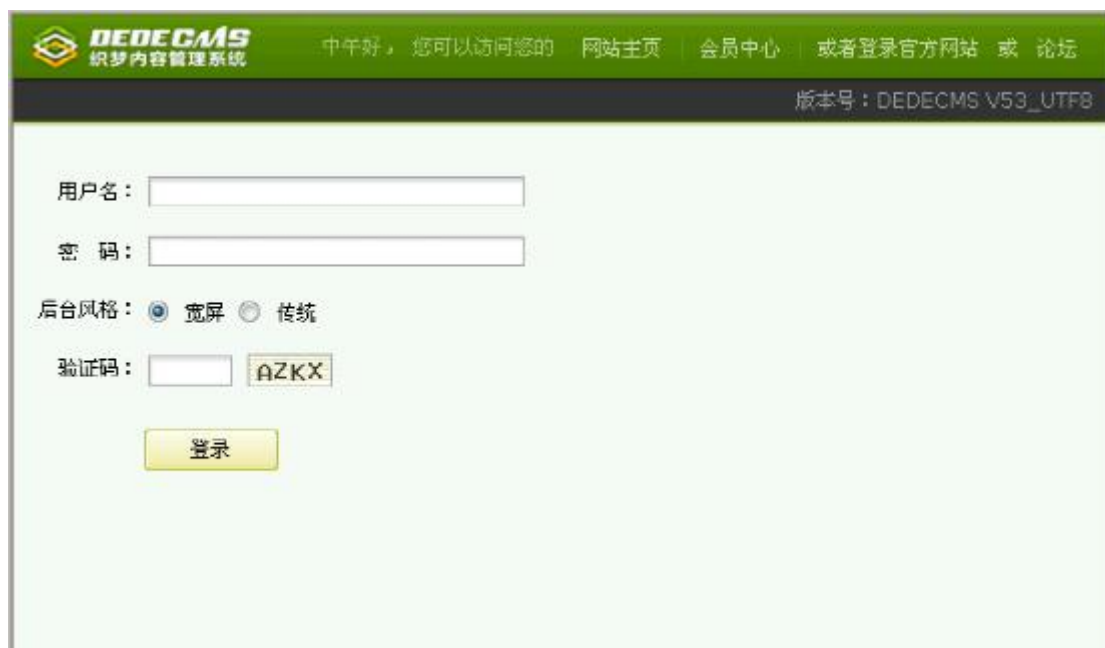 DEDECMS
织梦内容管理系统
中午好， 您可以访问您的 网站主页 会员中心 或者登录官方网站 或 论坛
版本号：DEDECMS V53_UTF8
用户名：
密 码：
后台风格： 宽屏 传统
验证码： AZKX
登录